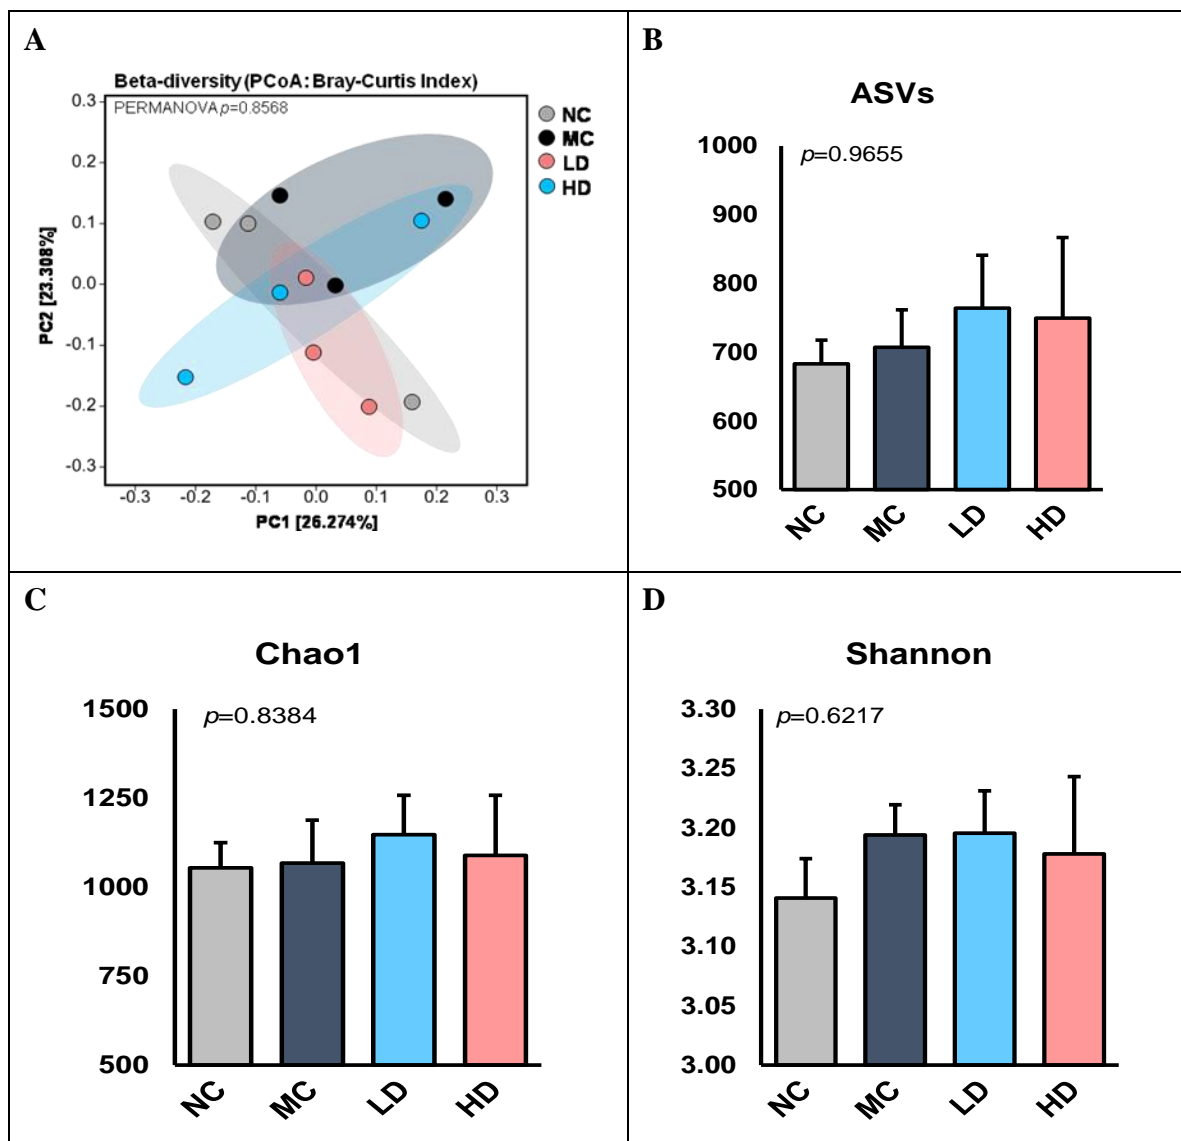 A
Beta-diversity (PCoA: Bray-Curtis Index)
PERMANOVA p=0.8568
0.3
0.2
0.1
0.0
-0.1
-0.2
-0.3
PC2 [23.308%]
-0.3 -0.2 -0.1 0.0 0.1 0.2 0.3
PC1 [26.274%]
NC
MC
LD
HD
B
ASVs
p=0.9655
1000
900
800
700
600
500
NC MC LD HD
C
Chao1
p=0.8384
1500
1250
1000
750
500
NC MC LD HD
D
Shannon
p=0.6217
3.30
3.25
3.20
3.15
3.10
3.05
3.00
NC MC LD HD